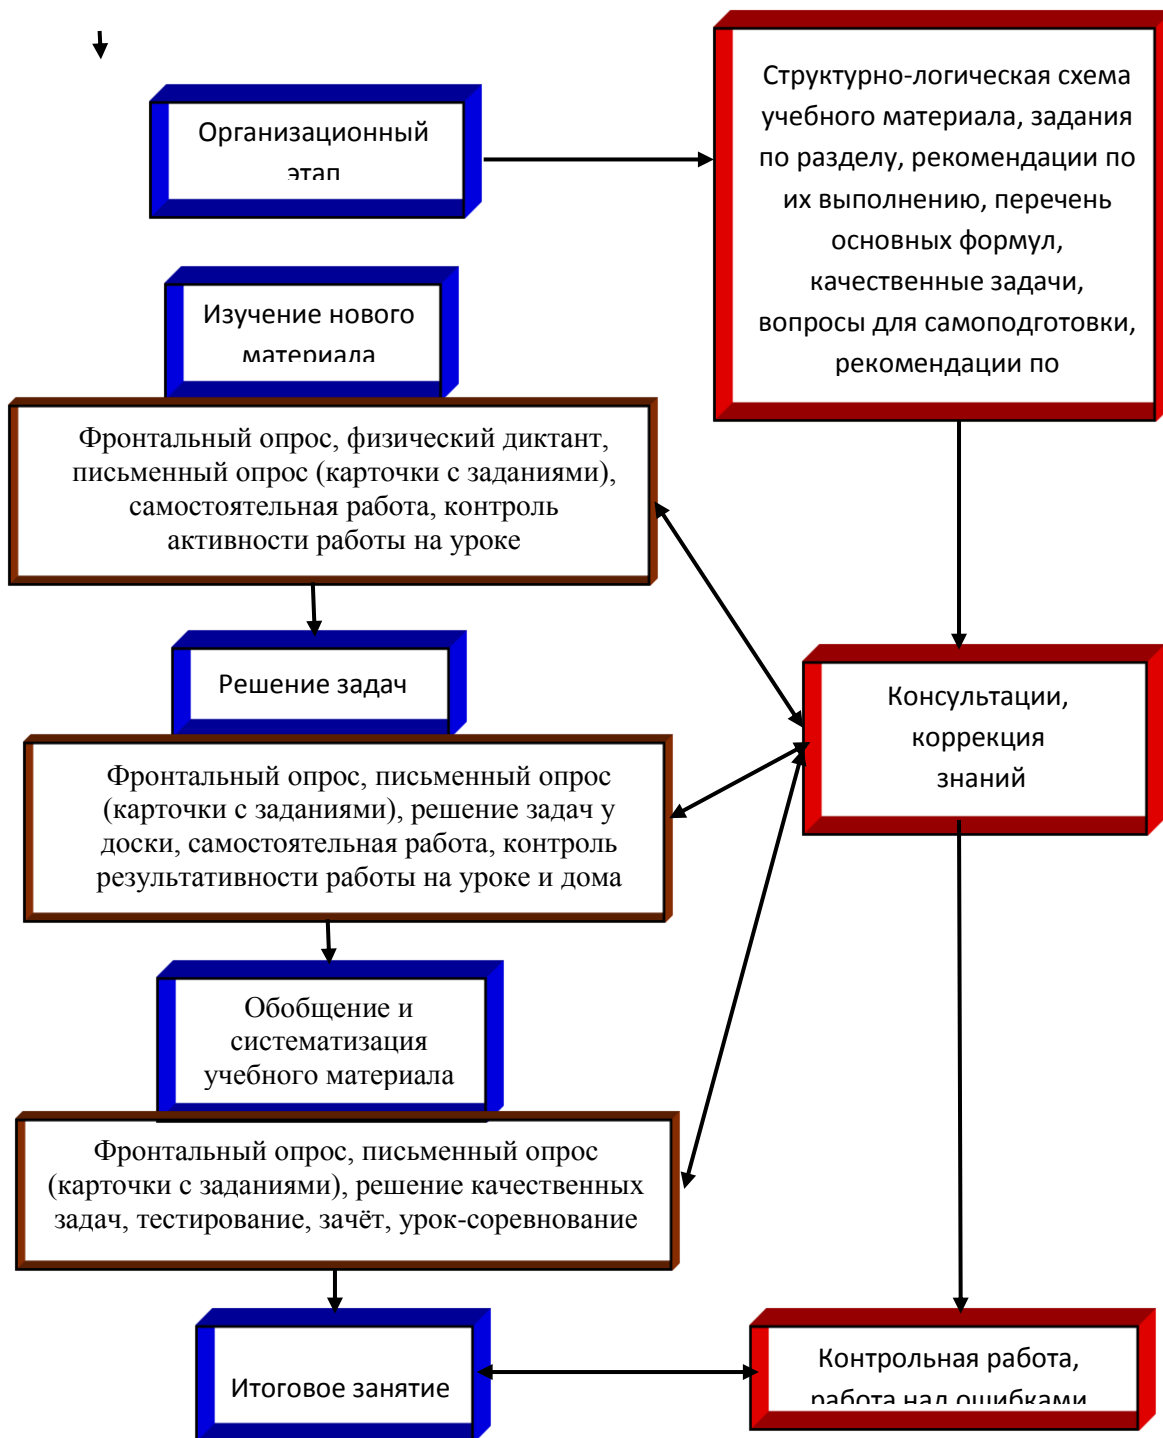 Организационный
этап
Структурно-логическая схема
учебного материала, задания
по разделу, рекомендации по
их выполнению, перечень
основных формул,
качественные задачи,
вопросы для самоподготовки,
рекомендации по
Изучение нового
материала
Фронтальный опрос, физический диктант,
письменный опрос (карточки с заданиями),
самостоятельная работа, контроль
активности работы на уроке
Решение задач
Консультации,
коррекция
знаний
Фронтальный опрос, письменный опрос
(карточки с заданиями), решение задач у
доски, самостоятельная работа, контроль
результативности работы на уроке и дома
Обобщение и
систематизация
учебного материала
Фронтальный опрос, письменный опрос
(карточки с заданиями), решение качественных
задач, тестирование, зачёт, урок-соревнование
Итоговое занятие
Контрольная работа,
работа над ошибками